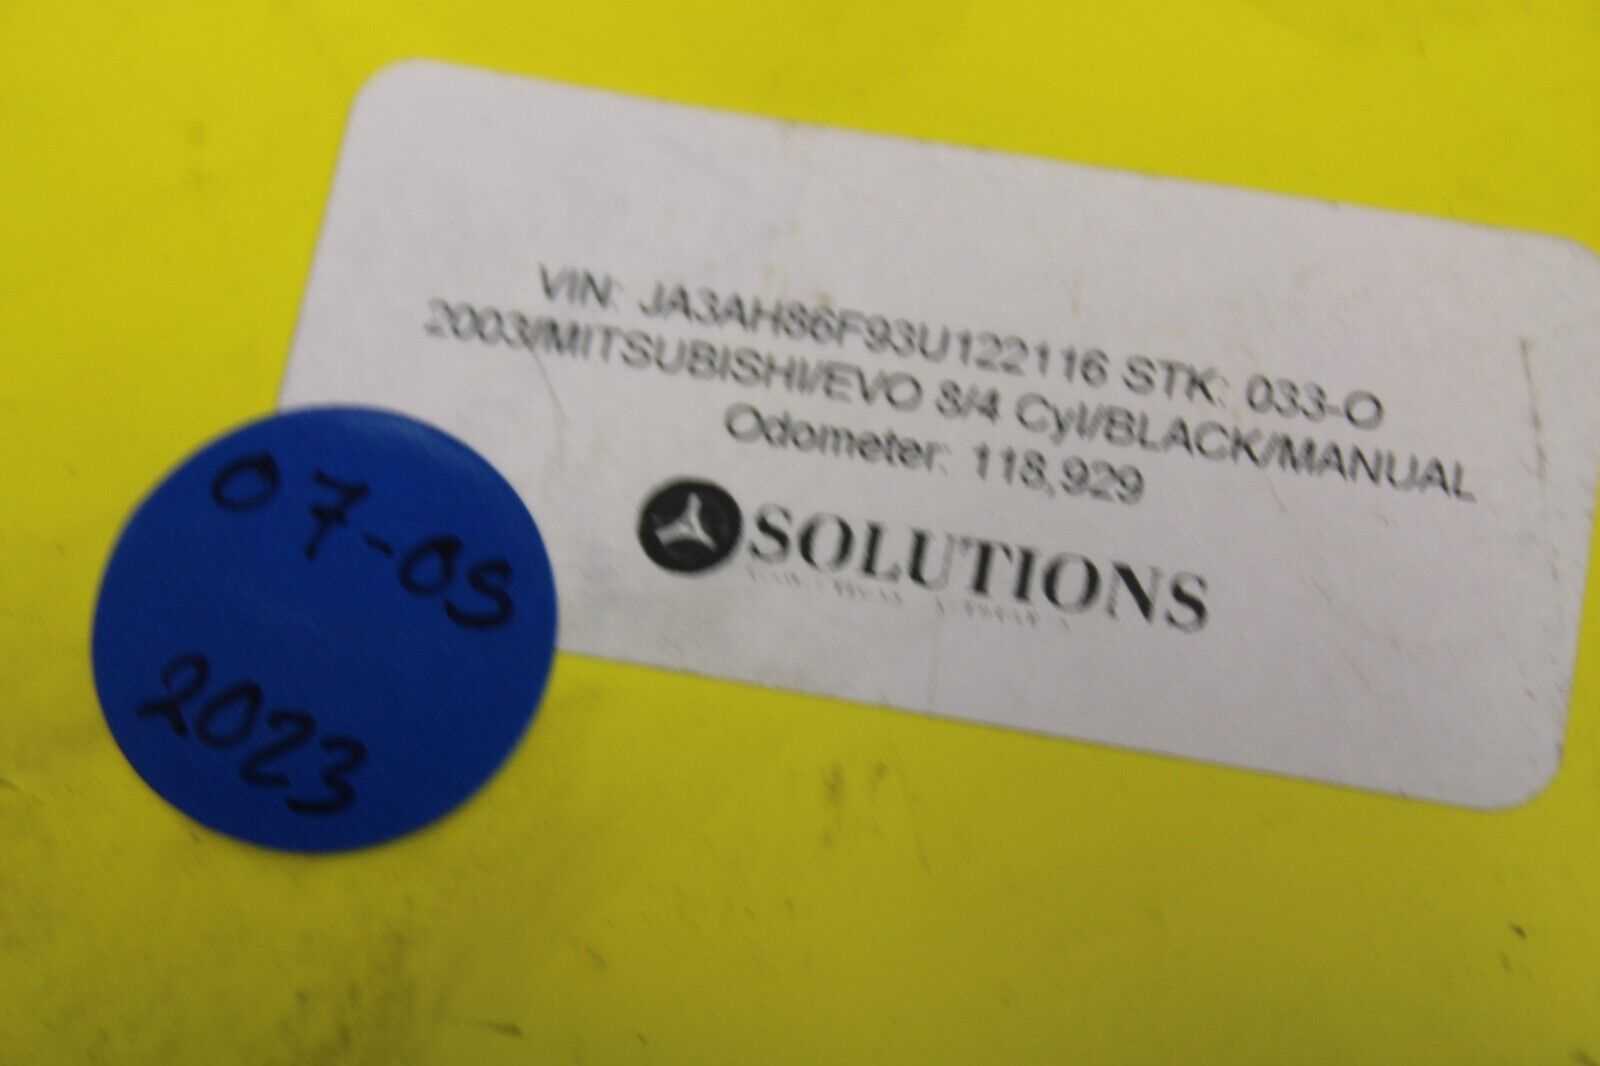 VIN: JA3AH86F93U122116 STK: 033-O
2003/MITSUBISHI/EVO 8/4 Cyl/BLACK/MANUAL
Odometer: 118,929
SOLUTIONS
07-05
2023